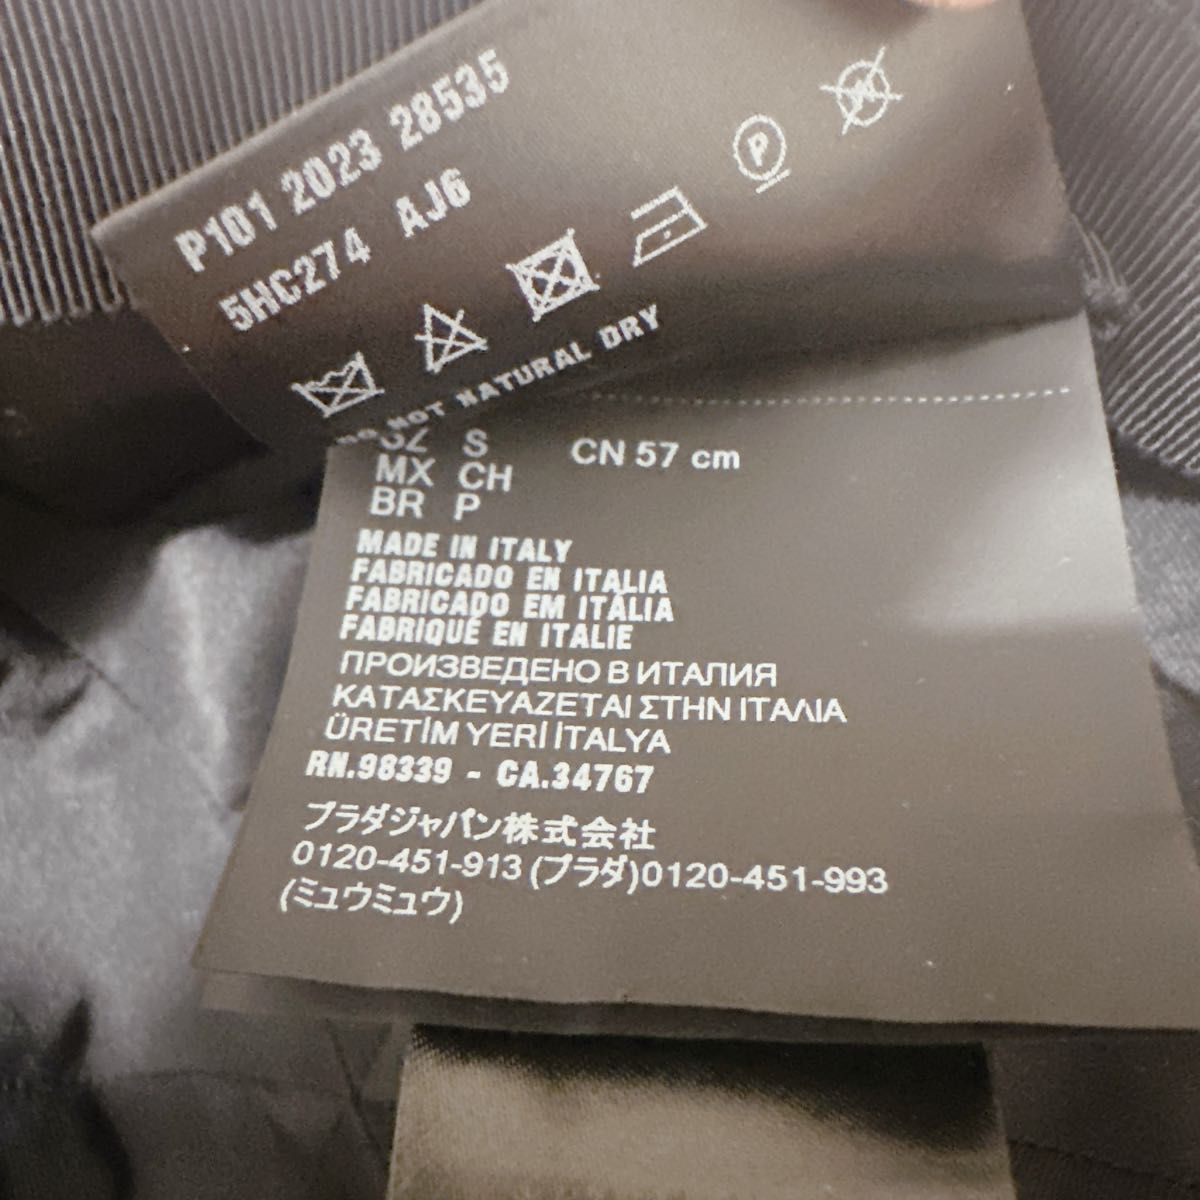 P101 2023 28535
5HC274 AJ6
DO NOT NATURAL DRY
SZ S CN 57 cm
MX CH
BR P
MADE IN ITALY
FABRICADO EN ITALIA
FABRICADO EM ITÁLIA
FABRIQUÉ EN ITALIE
ПРОИЗВЕДЕНО В ИТАЛИЯ
ΚΑΤΑΣΚΕΥΑΖΕΤΑΙ ΣΤΗΝ ΙΤΑΛΙΑ
ÜRETİM YERİ İTALYA
RN.98339 - CA.34767
プラダジャパン株式会社
0120-451-913 (プラダ)0120-451-993
(ミュウミュウ)